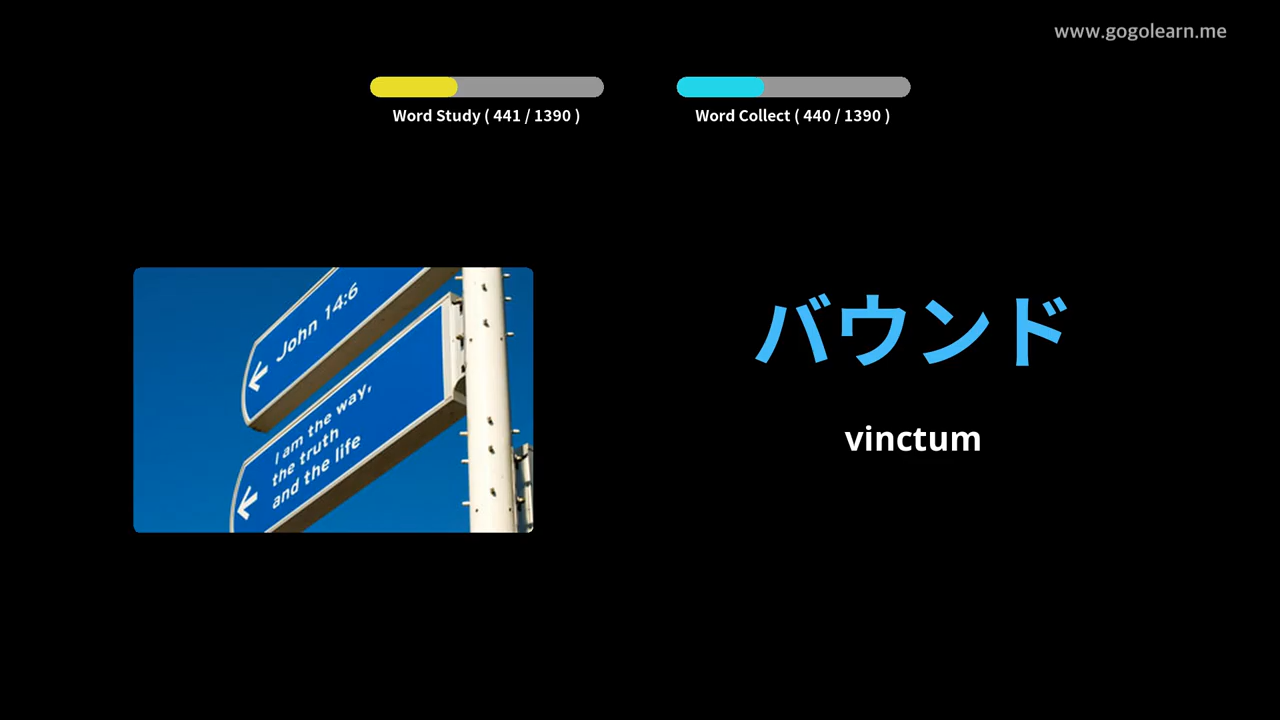 www.gogolearn.me
Word Study ( 441 / 1390 )
Word Collect ( 440 / 1390 )
John 14:6
I am the way,
the truth
and the life
バウンド
vinctum